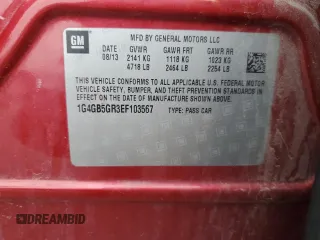 GM
MFD BY GENERAL MOTORS LLC
08/13 GVWR GAWR FRT GAWR RR
2141 KG 1118 KG 1023 KG
4718 LB 2464 LB 2254 LB
THIS VEHICLE CONFORMS TO ALL APPLICABLE U.S. FEDERAL MOTOR
VEHICLE SAFETY, BUMPER, AND THEFT PREVENTION STANDARDS
IN EFFECT ON THE DATE OF MANUFACTURE SHOWN ABOVE.
1G4GB5GR3EF103567 TYPE: PASS CAR
DREAMBID